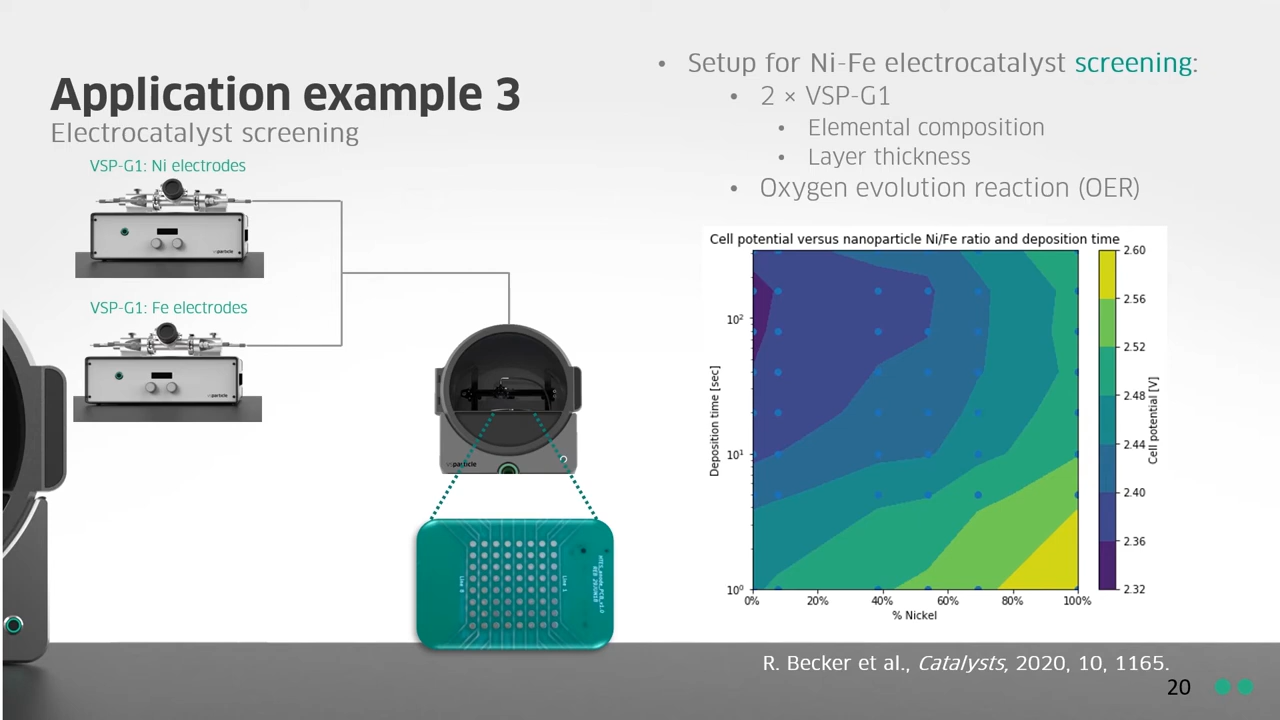 Application example 3
Electrocatalyst screening
VSP-G1: Ni electrodes
VSP-G1: Fe electrodes
vsparticle
• Setup for Ni-Fe electrocatalyst screening:
• 2 × VSP-G1
• Elemental composition
• Layer thickness
• Oxygen evolution reaction (OER)
Cell potential versus nanoparticle Ni/Fe ratio and deposition time
Deposition time [sec]
10²
10¹
10⁰
0% 20% 40% 60% 80% 100%
% Nickel
2.60
2.56
2.52
2.48
2.44
2.40
2.36
2.32
Cell potential [V]
R. Becker et al., Catalysts, 2020, 10, 1165.
20